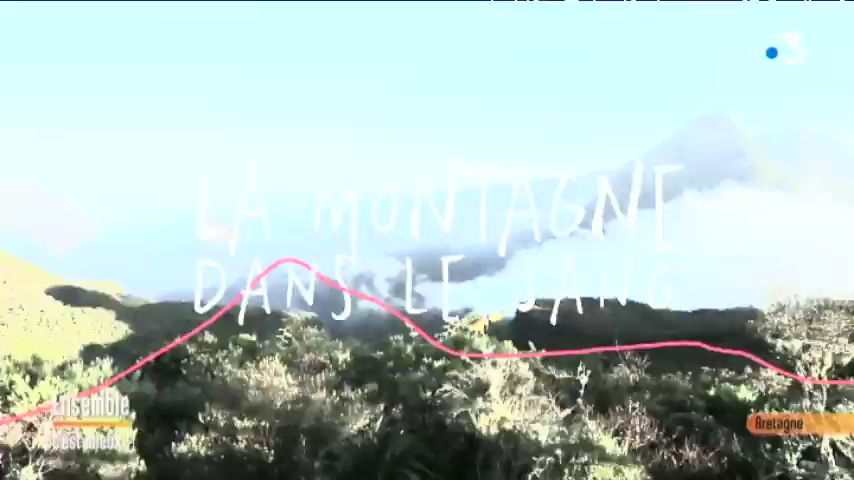 3
LA MONTAGNE
DANS LE SANG
Ensemble
c'est mieux !
Bretagne